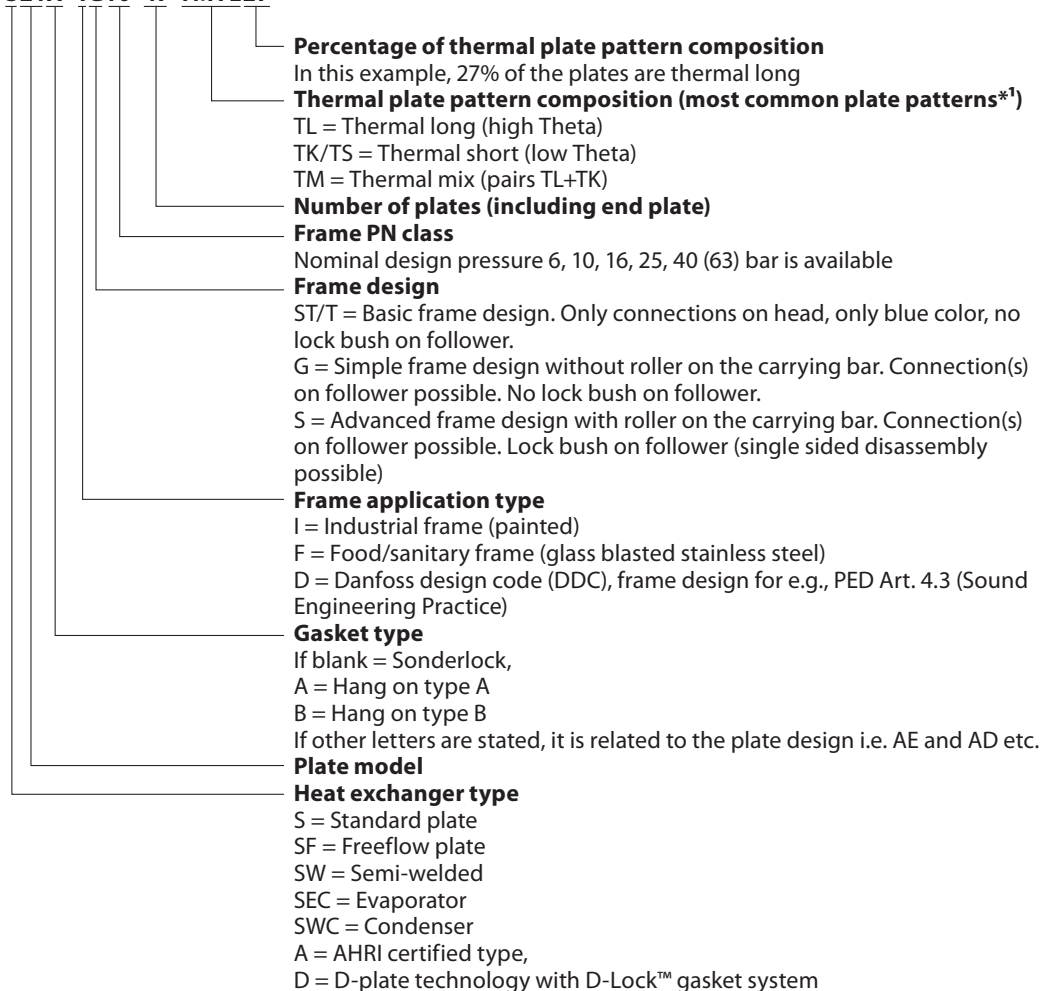 Percentage of thermal plate pattern composition
In this example, 27% of the plates are thermal long
Thermal plate pattern composition (most common plate patterns*¹)
TL = Thermal long (high Theta)
TK/TS = Thermal short (low Theta)
TM = Thermal mix (pairs TL+TK)
Number of plates (including end plate)
Frame PN class
Nominal design pressure 6, 10, 16, 25, 40 (63) bar is available
Frame design
ST/T = Basic frame design. Only connections on head, only blue color, no
lock bush on follower.
G = Simple frame design without roller on the carrying bar. Connection(s)
on follower possible. No lock bush on follower.
S = Advanced frame design with roller on the carrying bar. Connection(s)
on follower possible. Lock bush on follower (single sided disassembly
possible)
Frame application type
I = Industrial frame (painted)
F = Food/sanitary frame (glass blasted stainless steel)
D = Danfoss design code (DDC), frame design for e.g., PED Art. 4.3 (Sound
Engineering Practice)
Gasket type
If blank = Sonderlock,
A = Hang on type A
B = Hang on type B
If other letters are stated, it is related to the plate design i.e. AE and AD etc.
Plate model
Heat exchanger type
S = Standard plate
SF = Freeflow plate
SW = Semi-welded
SEC = Evaporator
SWC = Condenser
A = AHRI certified type,
D = D-plate technology with D-Lock™ gasket system